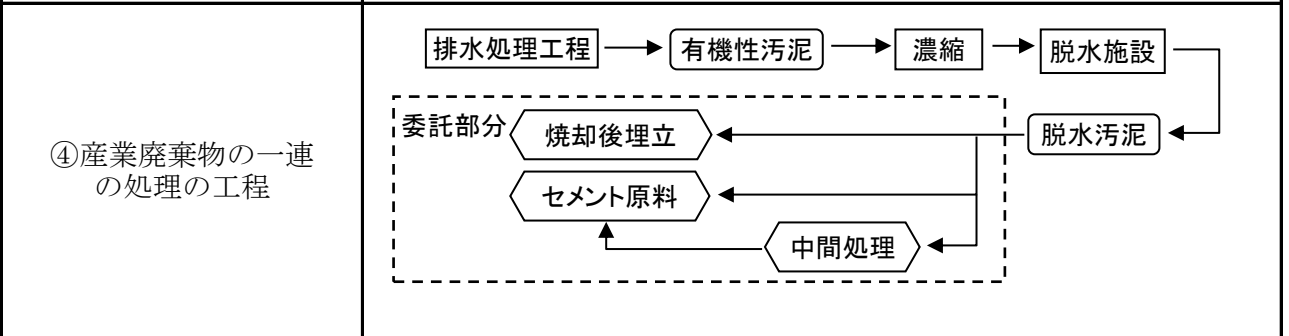 ④産業廃棄物の一連
の処理の工程
排水処理工程
有機性汚泥
濃縮
脱水施設
委託部分
焼却後埋立
脱水汚泥
セメント原料
中間処理